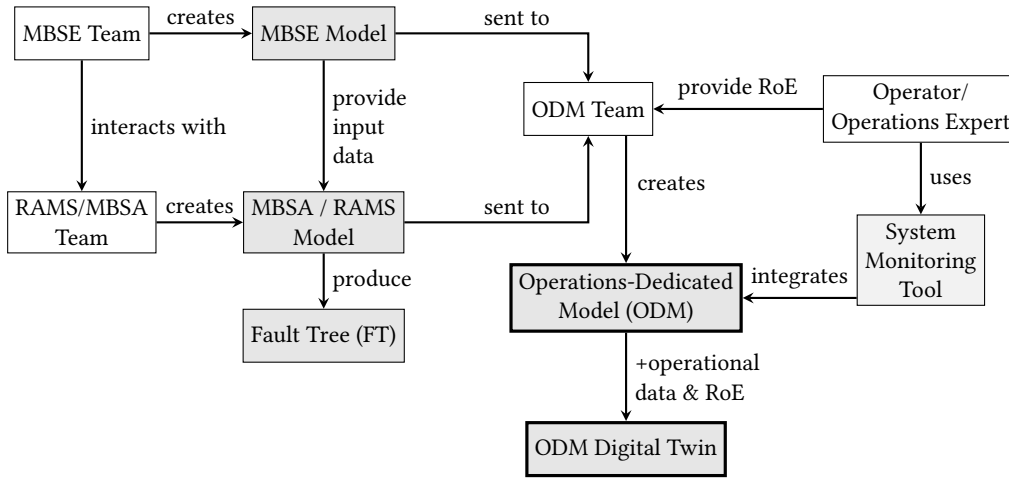 MBSE Team
creates
MBSE Model
sent to
interacts with
provide
input
data
ODM Team
provide RoE
Operator/
Operations Expert
RAMS/MBSA
Team
creates
MBSA / RAMS
Model
sent to
creates
uses
System
Monitoring
Tool
produce
Fault Tree (FT)
Operations-Dedicated
Model (ODM)
integrates
+operational
data & RoE
ODM Digital Twin